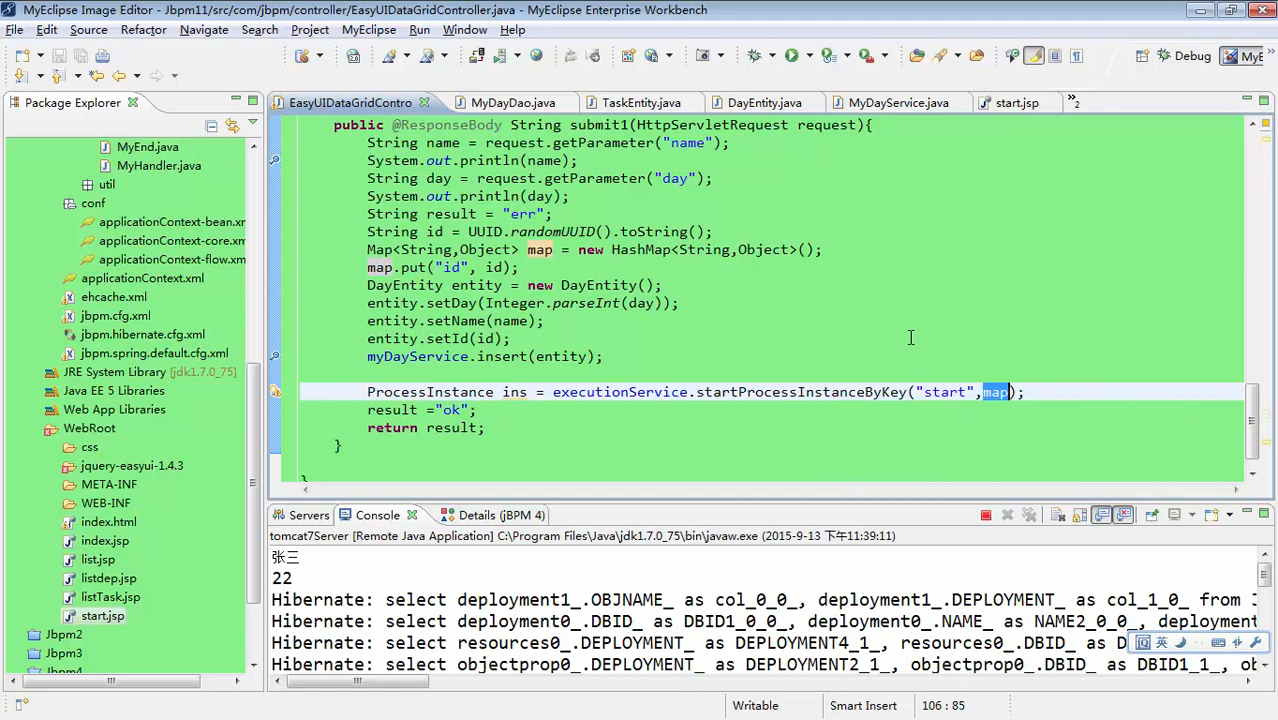 MyEclipse Image Editor - Jbpm11/src/com/jbpm/controller/EasyUIDataGridController.java - MyEclipse Enterprise Workbench
File Edit Source Refactor Navigate Search Project MyEclipse Run Window Help
Debug MyE
Package Explorer
MyEnd.java
MyHandler.java
util
conf
applicationContext-bean.xr
applicationContext-core.xr
applicationContext-flow.xr
applicationContext.xml
ehcache.xml
jbpm.cfg.xml
jbpm.hibernate.cfg.xml
jbpm.spring.default.cfg.xml
JRE System Library [jdk1.7.0_75]
Java EE 5 Libraries
Web App Libraries
WebRoot
css
jquery-easyui-1.4.3
META-INF
WEB-INF
index.html
index.jsp
list.jsp
listdep.jsp
listTask.jsp
start.jsp
Jbpm2
Jbpm3
Jbpm4
EasyUIDataGridContro MyDayDao.java TaskEntity.java DayEntity.java MyDayService.java start.jsp »2
public @ResponseBody String submit1(HttpServletRequest request){
String name = request.getParameter("name");
System.out.println(name);
String day = request.getParameter("day");
System.out.println(day);
String result = "err";
String id = UUID.randomUUID().toString();
Map<String,Object> map = new HashMap<String,Object>();
map.put("id", id);
DayEntity entity = new DayEntity();
entity.setDay(Integer.parseInt(day));
entity.setName(name);
entity.setId(id);
myDayService.insert(entity);
ProcessInstance ins = executionService.startProcessInstanceByKey("start",map);
result ="ok";
return result;
}
}
Servers Console Details (jBPM 4)
tomcat7Server [Remote Java Application] C:\Program Files\Java\jdk1.7.0_75\bin\javaw.exe (2015-9-13 下午11:39:11)
张三
22
Hibernate: select deployment1_.OBJNAME_ as col_0_0_, deployment1_.DEPLOYMENT_ as col_1_0_ from J
Hibernate: select deployment0_.DBID_ as DBID1_0_0_, deployment0_.NAME_ as NAME2_0_0_, deployment
Hibernate: select resources0_.DEPLOYMENT_ as DEPLOYMENT4_1_, resources0_.DBID_ as D
Hibernate: select objectprop0_.DEPLOYMENT_ as DEPLOYMENT2_1_, objectprop0_.DBID_ as DBID1_1_, ob
英
Writable Smart Insert 106 : 85